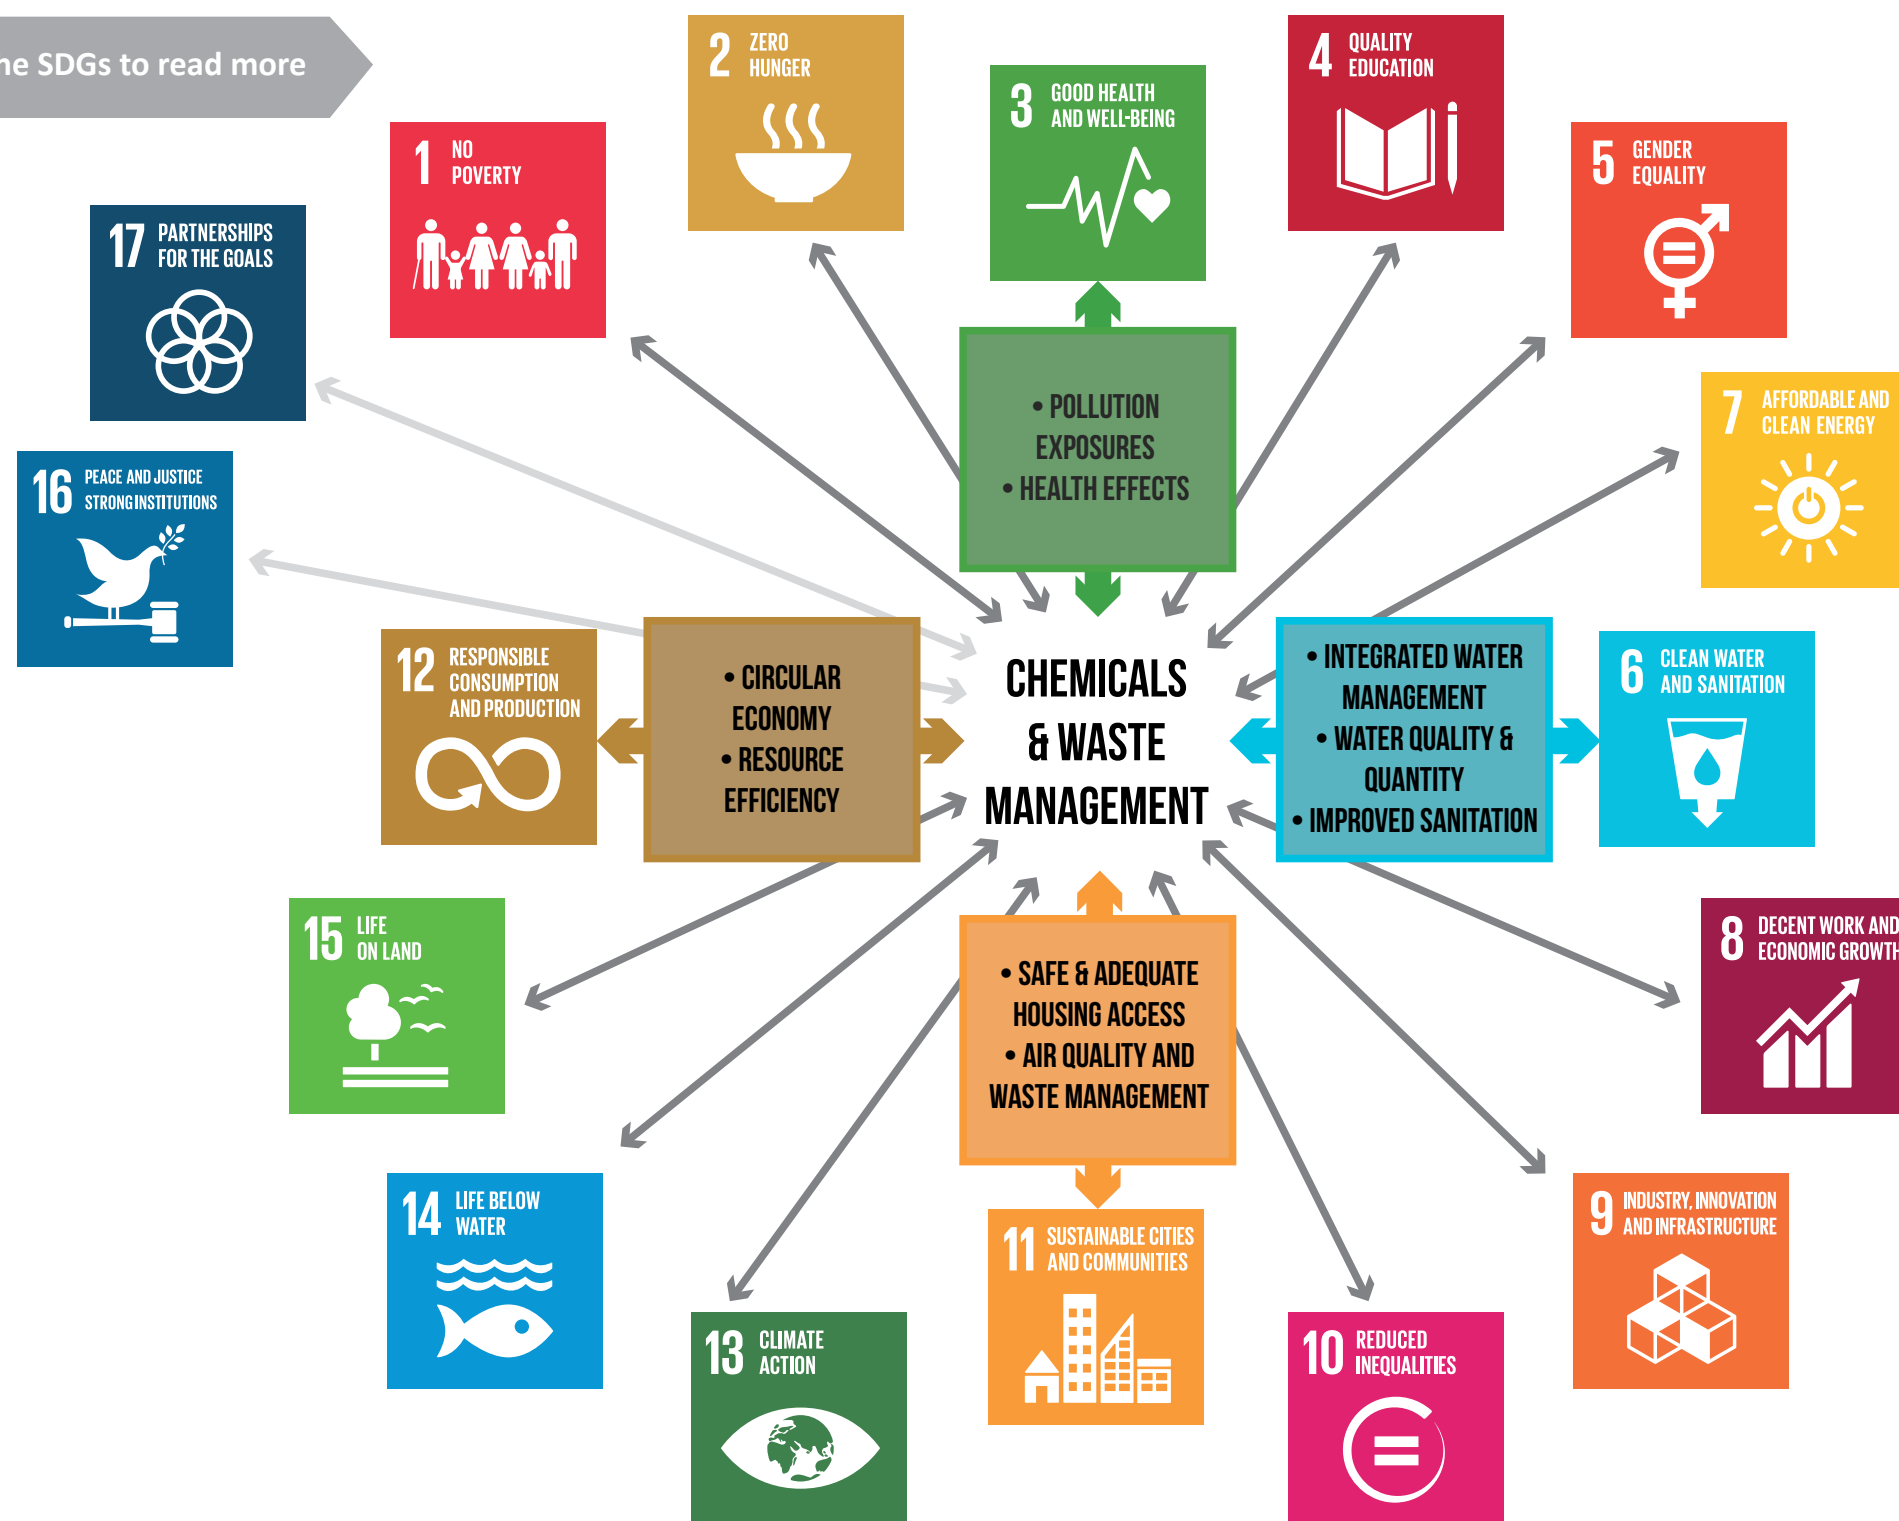 he SDGs to read more
1 NO
POVERTY
2 ZERO
HUNGER
3 GOOD HEALTH
AND WELL-BEING
4 QUALITY
EDUCATION
5 GENDER
EQUALITY
17 PARTNERSHIPS
FOR THE GOALS
7 AFFORDABLE AND
CLEAN ENERGY
16 PEACE AND JUSTICE
STRONG INSTITUTIONS
• POLLUTION
EXPOSURES
• HEALTH EFFECTS
12 RESPONSIBLE
CONSUMPTION
AND PRODUCTION
• CIRCULAR
ECONOMY
• RESOURCE
EFFICIENCY
CHEMICALS
& WASTE
MANAGEMENT
• INTEGRATED WATER
MANAGEMENT
• WATER QUALITY &
QUANTITY
• IMPROVED SANITATION
6 CLEAN WATER
AND SANITATION
15 LIFE
ON LAND
• SAFE & ADEQUATE
HOUSING ACCESS
• AIR QUALITY AND
WASTE MANAGEMENT
8 DECENT WORK AND
ECONOMIC GROWTH
14 LIFE BELOW
WATER
11 SUSTAINABLE CITIES
AND COMMUNITIES
9 INDUSTRY, INNOVATION
AND INFRASTRUCTURE
13 CLIMATE
ACTION
10 REDUCED
INEQUALITIES